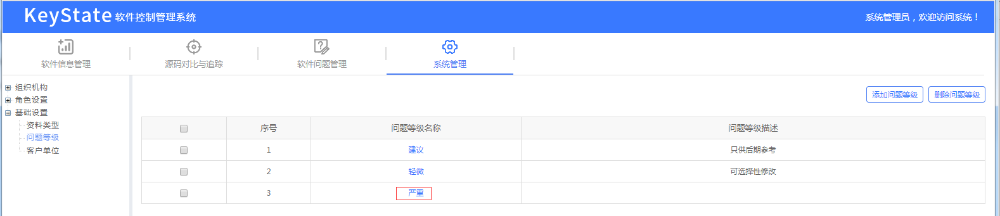 KeyState 软件控制管理系统
系统管理员，欢迎访问系统！
软件信息管理
源码对比与追踪
软件问题管理
系统管理
组织机构
角色设置
基础设置
资料类型
问题等级
客户单位
添加问题等级 删除问题等级
序号 问题等级名称 问题等级描述
1 建议 只供后期参考
2 轻微 可选择性修改
3 严重